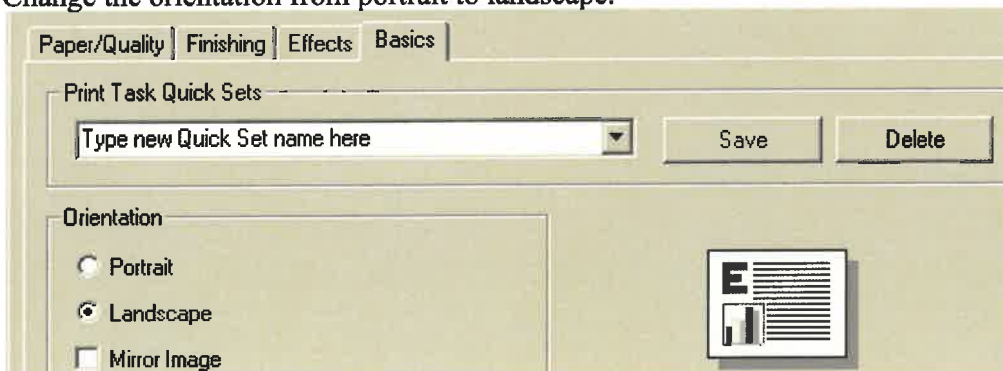 Change the orientation from portrait to landscape.
Paper/Quality Finishing Effects Basics
Print Task Quick Sets
Type new Quick Set name here Save Delete
Orientation
Portrait
Landscape
Mirror Image
E